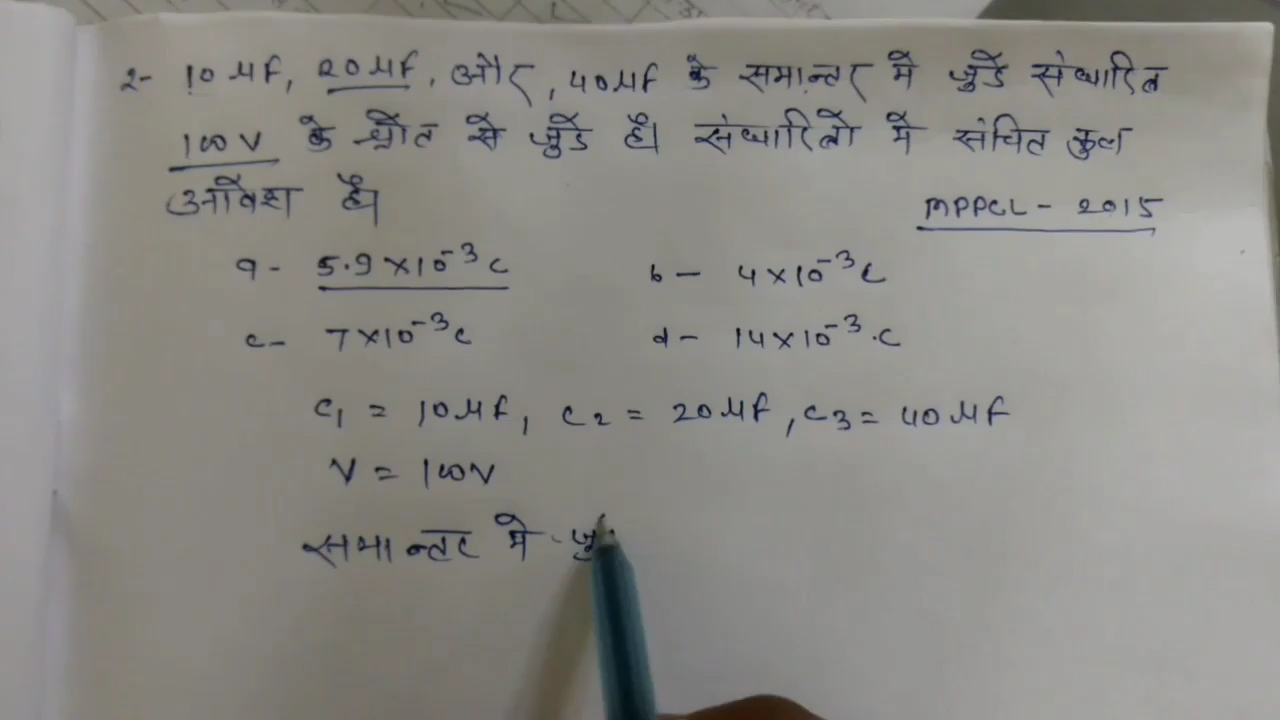 2- 10 μF, 20 μF, और, 40 μF के समान्तर मे जुडे संधारित
100 V के श्रौत से जुडे है। संधारितो मे संचित कुल
आवेश है।
MPPCL - 2015
a- 5.9 × 10⁻³ C b- 4 × 10⁻³ C
c- 7 × 10⁻³ C d- 14 × 10⁻³ . C
C₁ = 10 μF, C₂ = 20 μF, C₃ = 40 μF
V = 100 V
समान्तर मे जु